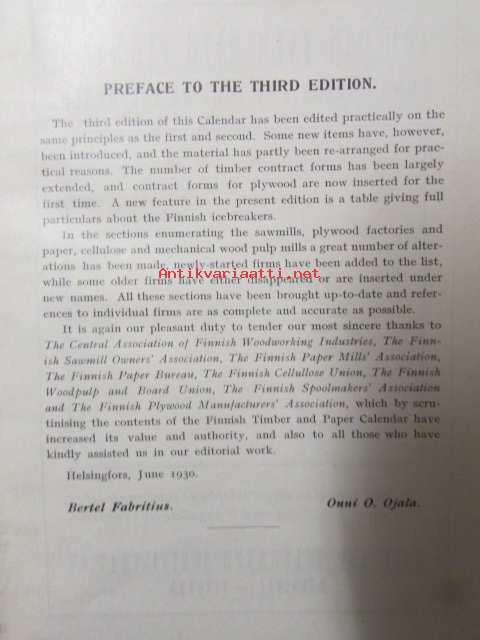 PREFACE TO THE THIRD EDITION.
The third edition of this Calendar has been edited practically on the
same principles as the first and second. Some new items have, however,
been introduced, and the material has partly been re-arranged for prac-
tical reasons. The number of timber contract forms has been largely
extended, and contract forms for plywood are now inserted for the
first time. A new feature in the present edition is a table giving full
particulars about the Finnish icebreakers.
In the sections enumerating the sawmills, plywood factories and
paper, cellulose and mechanical wood pulp mills a great number of alter-
ations has been made, newly-started firms have been added to the list,
Antikvariaatti.net
while some older firms have either disappeared or are inserted under
new names. All these sections have been brought up-to-date and refer-
ences to individual firms are as complete and accurate as possible.
It is again our pleasant duty to tender our most sincere thanks to
The Central Association of Finnish Woodworking Industries, The Finn-
ish Sawmill Owners' Association, The Finnish Paper Mills' Association,
The Finnish Paper Bureau, The Finnish Cellullose Union, The Finnish
Woodpulp and Board Union, The Finnish Spoolmakers' Association
and The Finnish Plywood Manufacturers' Association, which by scru-
tinising the contents of the Finnish Timber and Paper Calendar have
increased its value and authority, and also to all those who have
kindly assisted us in our editorial work.
Helsingfors, June 1930.
Bertel Fabritius. Onni O. Ojala.